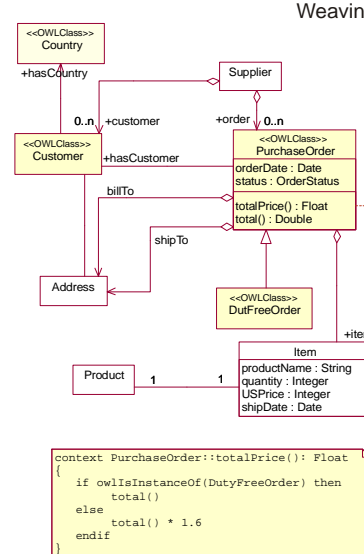 Weavin
<<OWLClass>>
Country
+hasCountry
Supplier
0..n +customer
+order 0..n
<<OWLClass>>
Customer
+hasCustomer
<<OWLClass>>
PurchaseOrder
orderDate : Date
status : OrderStatus
totalPrice() : Float
total() : Double
billTo
shipTo
Address
<<OWLClass>>
DutFreeOrder
+iter
Item
productName : String
quantity : Integer
USPrice : Integer
shipDate : Date
Product
1 1
context PurchaseOrder::totalPrice(): Float
{
if owlIsInstanceOf(DutyFreeOrder) then
total()
else
total() * 1.6
endif
}